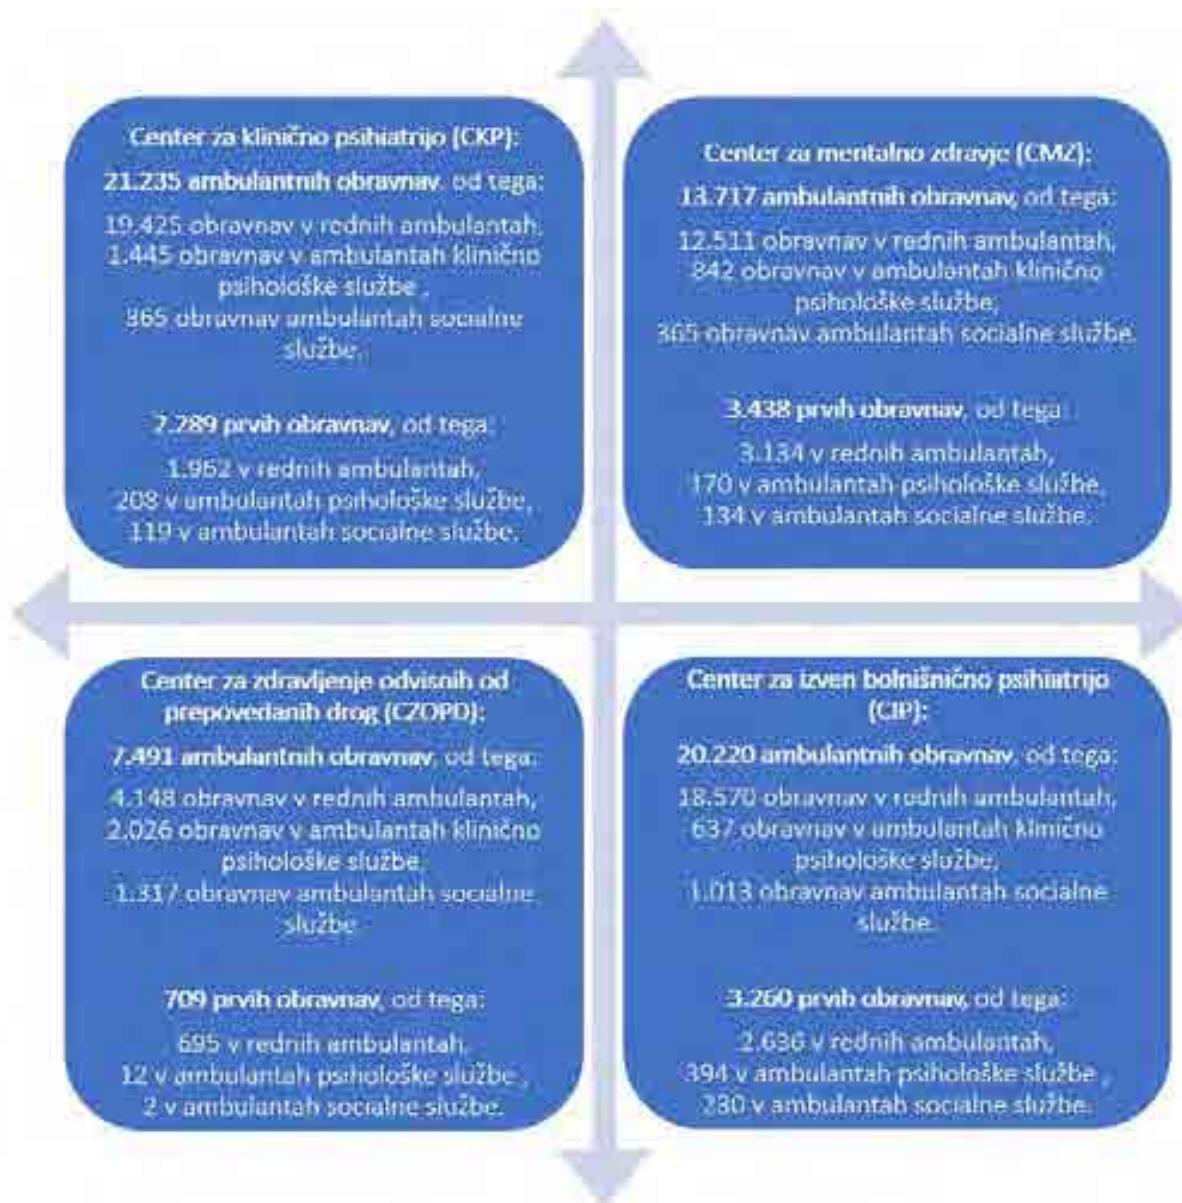 Center za klinično psihiatrijo (CKP):
21.235 ambulantnih obravnav, od tega:
19.425 obravnav v rednih ambulantah,
1.445 obravnav v ambulantah klinično
psihološke službe ,
365 obravnav ambulantah socialne
službe.
2.289 prvih obravnav, od tega:
1.962 v rednih ambulantah,
208 v ambulantah psihološke službe,
119 v ambulantah socialne službe.
Center za mentalno zdravje (CMZ):
13.717 ambulantnih obravnav, od tega:
12.511 obravnav v rednih ambulantah,
842 obravnav v ambulantah klinično
psihološke službe,
365 obravnav ambulantah socialne službe.
3.438 prvih obravnav, od tega:
3.134 v rednih ambulantah,
170 v ambulantah psihološke službe,
134 v ambulantah socialne službe.
Center za zdravljenje odvisnih od
prepovedanih drog (CZOPD):
7.491 ambulantnih obravnav, od tega:
4.148 obravnav v rednih ambulantah,
2.026 obravnav v ambulantah klinično
psihološke službe,
1.317 obravnav ambulantah socialne
službe.
709 prvih obravnav, od tega:
695 v rednih ambulantah,
12 v ambulantah psihološke službe ,
2 v ambulantah socialne službe.
Center za izven bolnišnično psihiatrijo
(CIP):
20.220 ambulantnih obravnav, od tega:
18.570 obravnav v rednih ambulantah,
637 obravnav v ambulantah klinično
psihološke službe,
1.013 obravnav ambulantah socialne
službe.
3.260 prvih obravnav, od tega:
2.636 v rednih ambulantah,
394 v ambulantah psihološke službe ,
230 v ambulantah socialne službe.